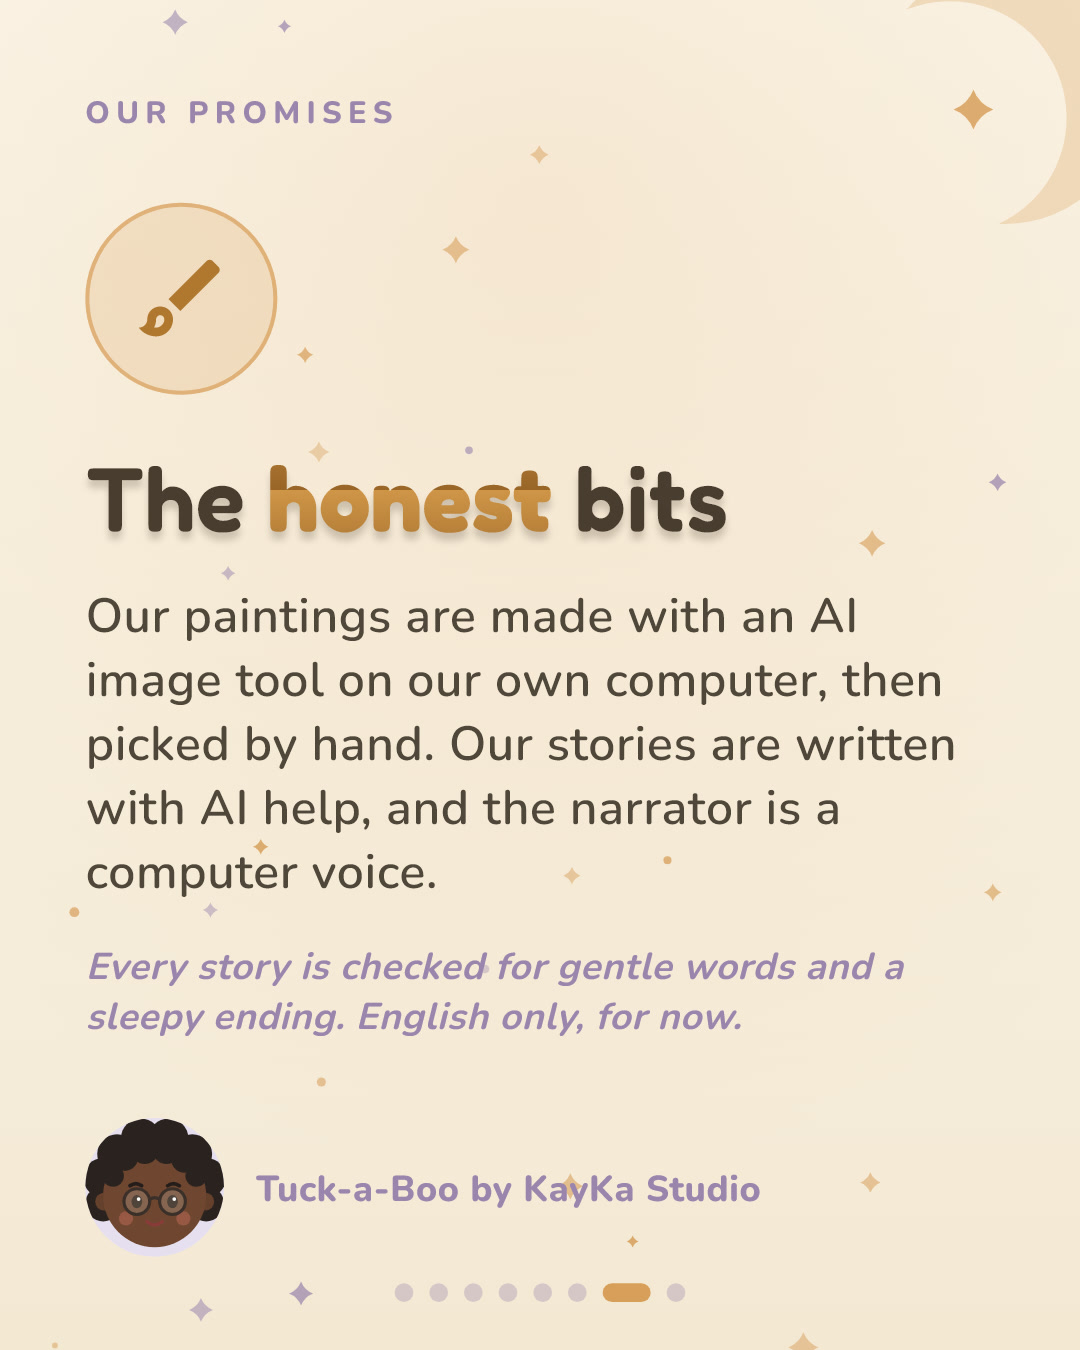 OUR PROMISES
The honest bits
Our paintings are made with an AI
image tool on our own computer, then
picked by hand. Our stories are written
with AI help, and the narrator is a
computer voice.
Every story is checked for gentle words and a
sleepy ending. English only, for now.
Tuck-a-Boo by KayKa Studio